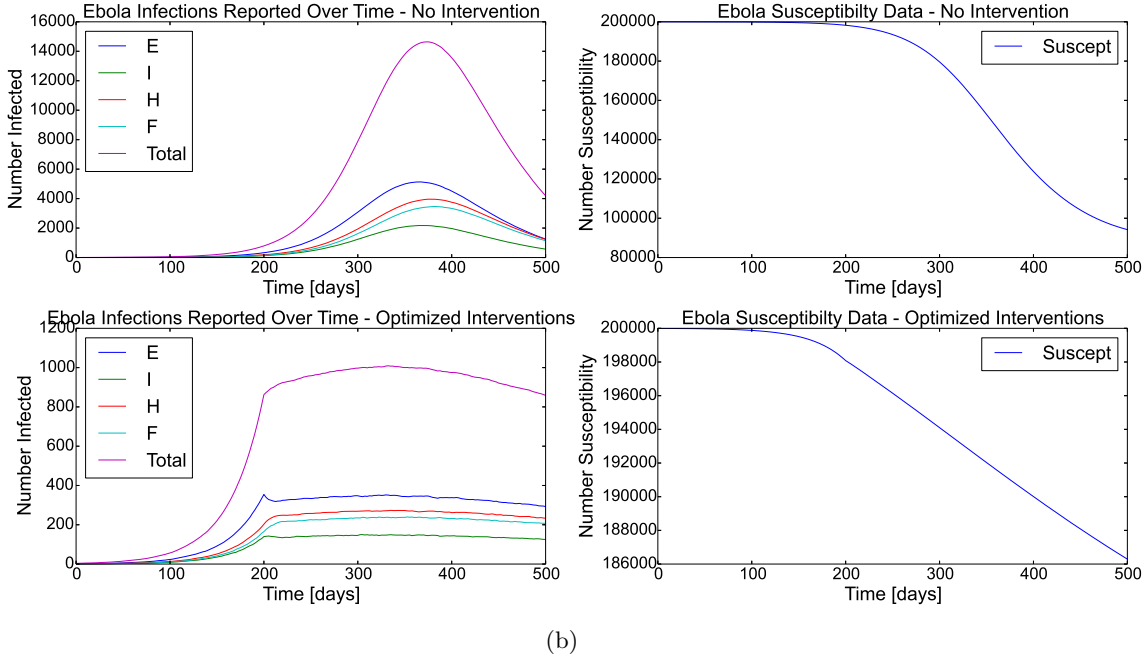 Ebola Infections Reported Over Time - No Intervention
Number Infected
16000
14000
12000
10000
8000
6000
4000
2000
0
E
I
H
F
Total
0 100 200 300 400 500
Time [days]
Ebola Susceptibilty Data - No Intervention
Number Susceptibility
200000
180000
160000
140000
120000
100000
80000
Suscept
0 100 200 300 400 500
Time [days]
Ebola Infections Reported Over Time - Optimized Interventions
Number Infected
1200
1000
800
600
400
200
0
E
I
H
F
Total
0 100 200 300 400 500
Time [days]
Ebola Susceptibilty Data - Optimized Interventions
Number Susceptibility
200000
198000
196000
194000
192000
190000
188000
186000
Suscept
0 100 200 300 400 500
Time [days]
(b)